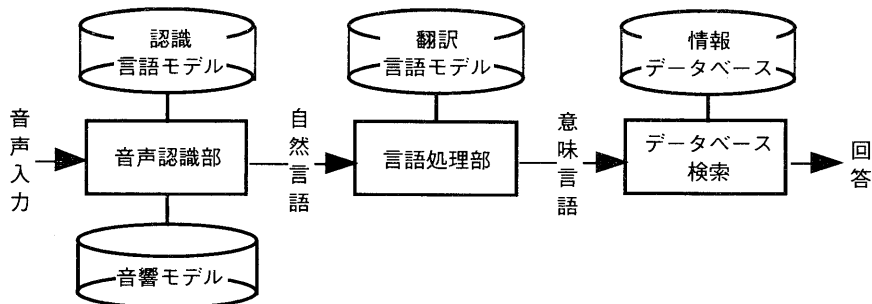 認識
言語モデル
翻訳
言語モデル
情報
データベース
音声入力
音声認識部
自然言語
言語処理部
意味言語
データベース
検索
回答
音響モデル